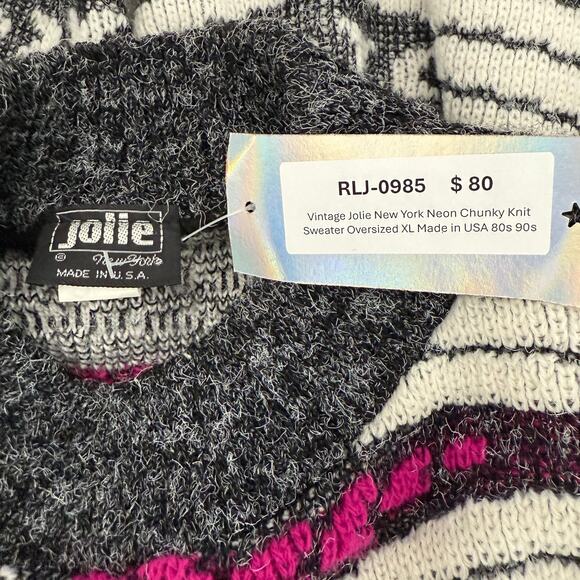 jolie
© New York
MADE IN U.S.A.
RLJ-0985 $ 80
Vintage Jolie New York Neon Chunky Knit
Sweater Oversized XL Made in USA 80s 90s